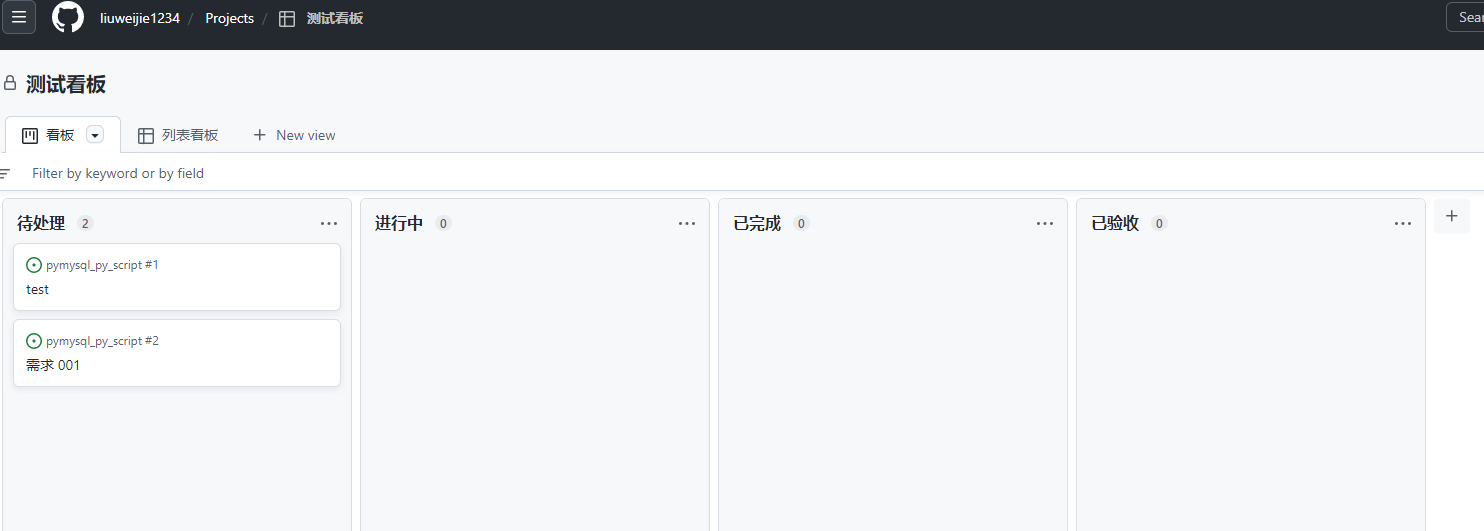 liuweijie1234 / Projects / 测试看板
Sear
测试看板
看板
列表看板
New view
Filter by keyword or by field
待处理 2
pymysql_py_script #1
test
pymysql_py_script #2
需求 001
进行中 0
已完成 0
已验收 0